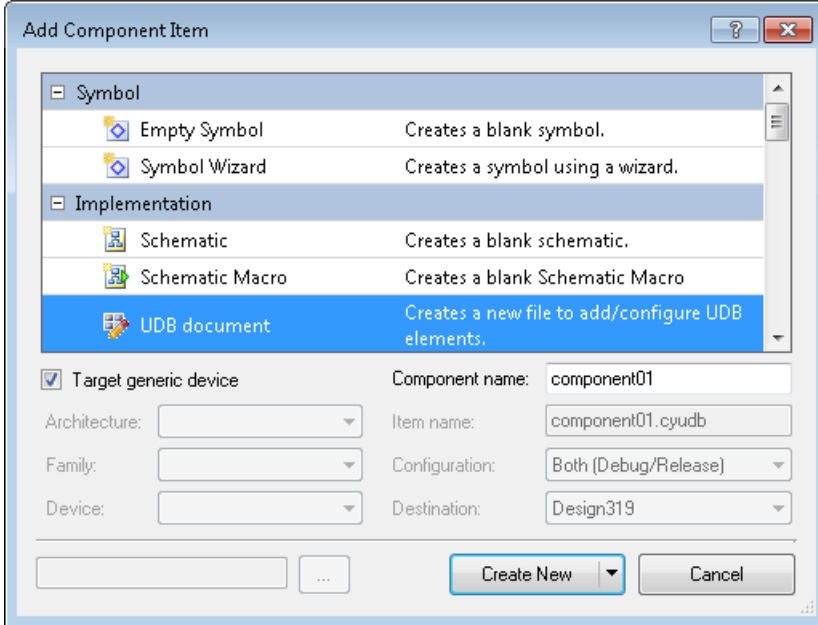 Add Component Item
Symbol
Empty Symbol Creates a blank symbol.
Symbol Wizard Creates a symbol using a wizard.
Implementation
Schematic Creates a blank schematic.
Schematic Macro Creates a blank Schematic Macro
UDB document Creates a new file to add/configure UDB
elements.
Target generic device Component name: component01
Architecture: Item name: component01.cyudb
Family: Configuration: Both (Debug/Release)
Device: Destination: Design319
... Create New Cancel